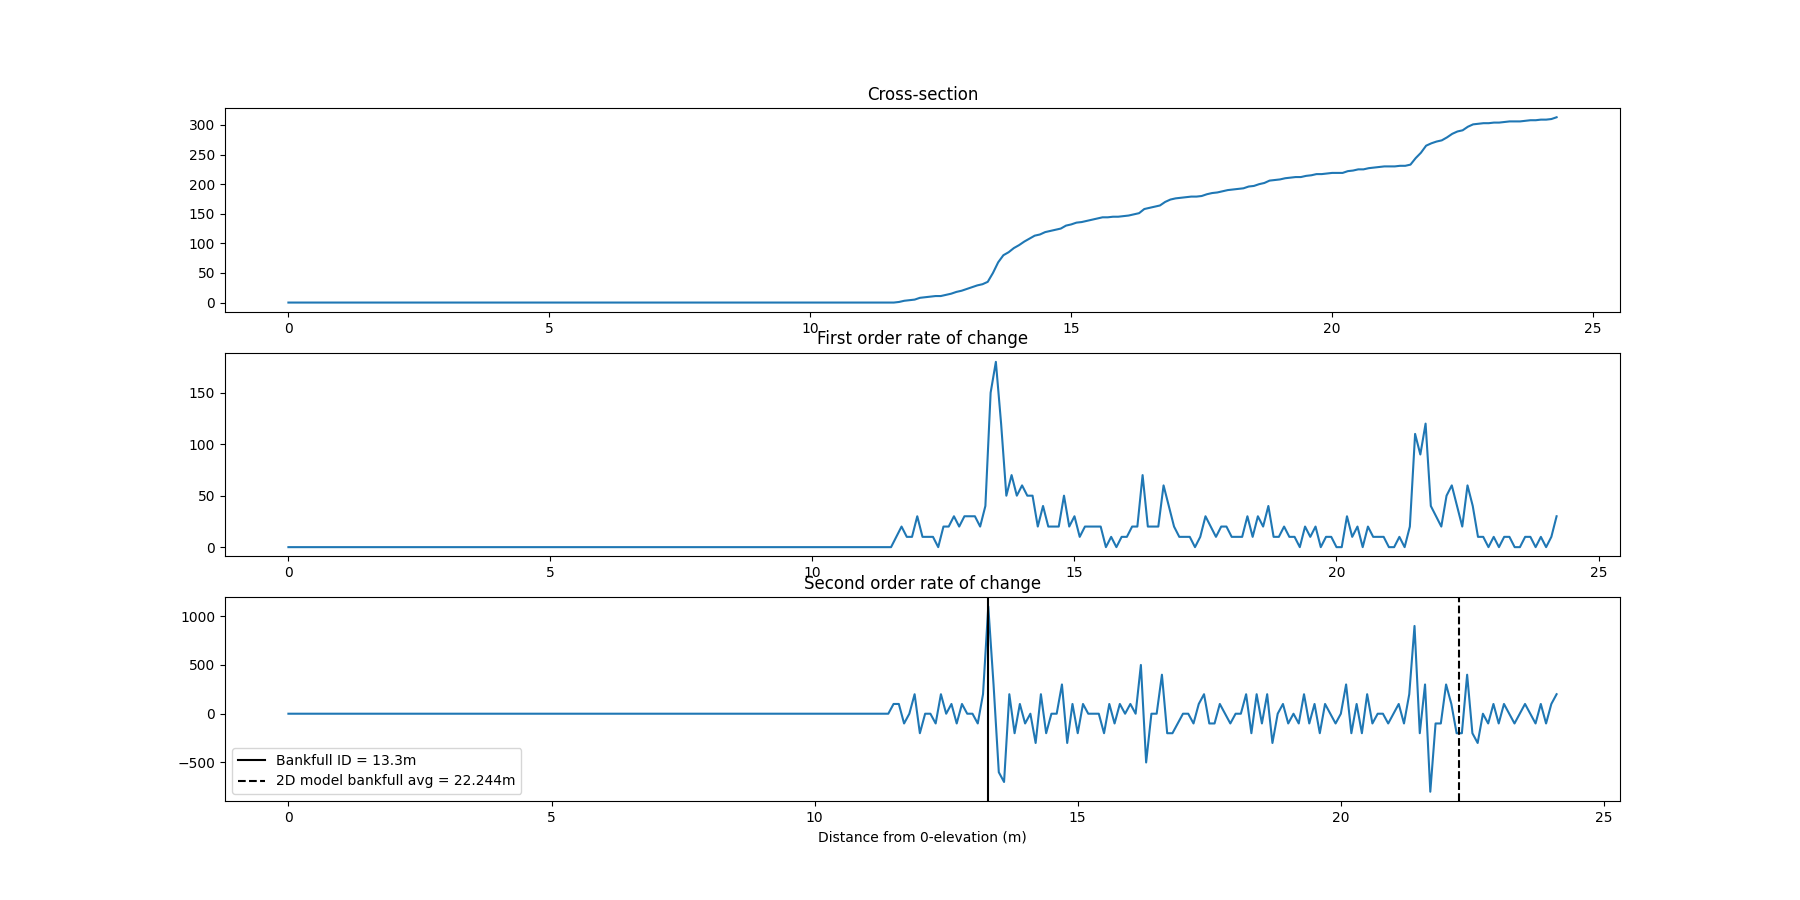 Cross-section
300
250
200
150
100
50
0
0 5 10 15 20 25
First order rate of change
150
100
50
0
0 5 10 15 20 25
Second order rate of change
1000
500
0
−500
Bankfull ID = 13.3m
2D model bankfull avg = 22.244m
0 5 10 15 20 25
Distance from 0-elevation (m)